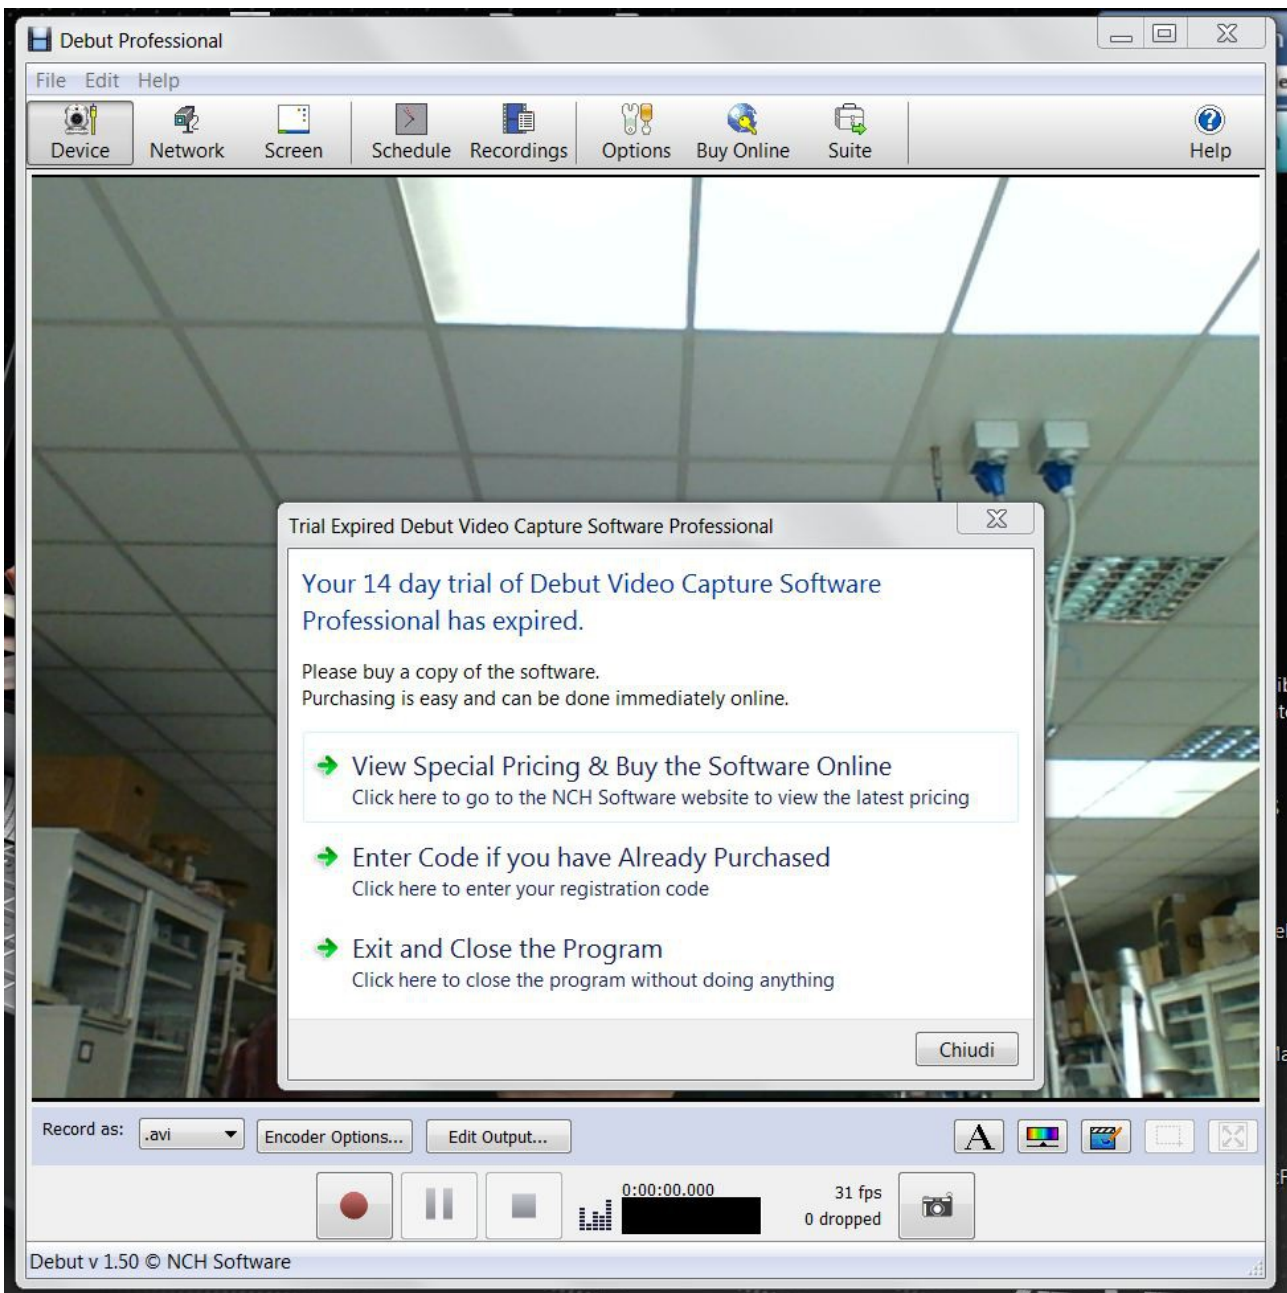 Debut Professional
File Edit Help
Device Network Screen Schedule Recordings Options Buy Online Suite Help
Trial Expired Debut Video Capture Software Professional
Your 14 day trial of Debut Video Capture Software
Professional has expired.
Please buy a copy of the software.
Purchasing is easy and can be done immediately online.
View Special Pricing & Buy the Software Online
Click here to go to the NCH Software website to view the latest pricing
Enter Code if you have Already Purchased
Click here to enter your registration code
Exit and Close the Program
Click here to close the program without doing anything
Chiudi
Record as: .avi Encoder Options... Edit Output... A
0:00:00.000 31 fps
0 dropped
Debut v 1.50 © NCH Software